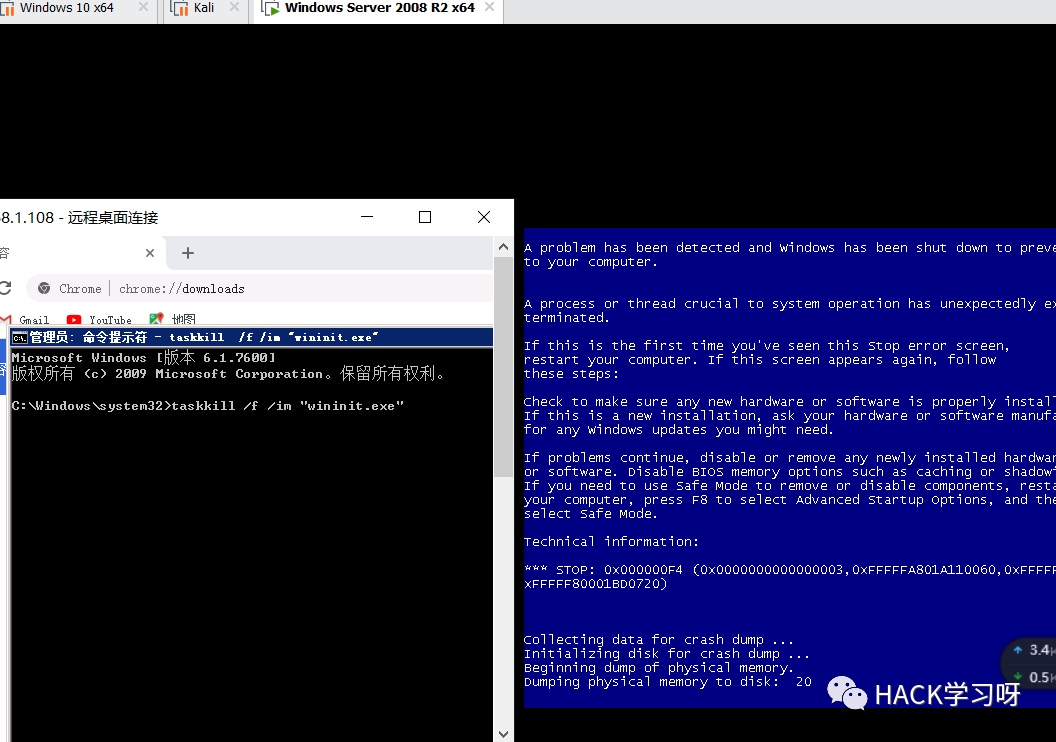 Windows 10 x64
Kali
Windows Server 2008 R2 x64
8.1.108 - 远程桌面连接
容
Chrome
chrome://downloads
Gmail
YouTube
地图
管理员: 命令提示符 - taskkill /f /im "wininit.exe"
Microsoft Windows [版本 6.1.7600]
版权所有 (c) 2009 Microsoft Corporation。保留所有权利。
C:\Windows\system32>taskkill /f /im "wininit.exe"
A problem has been detected and Windows has been shut down to preve
to your computer.
A process or thread crucial to system operation has unexpectedly ex
terminated.
If this is the first time you've seen this Stop error screen,
restart your computer. If this screen appears again, follow
these steps:
Check to make sure any new hardware or software is properly install
If this is a new installation, ask your hardware or software manufa
for any Windows updates you might need.
If problems continue, disable or remove any newly installed hardwar
or software. Disable BIOS memory options such as caching or shadowi
If you need to use Safe Mode to remove or disable components, resta
your computer, press F8 to select Advanced Startup Options, and the
select Safe Mode.
Technical information:
*** STOP: 0x000000F4 (0x0000000000000003,0xFFFFFA801A110060,0xFFFFF
xFFFFF80001BD0720)
Collecting data for crash dump ...
Initializing disk for crash dump ...
Beginning dump of physical memory.
Dumping physical memory to disk: 20
3.4
0.5
HACK学习呀